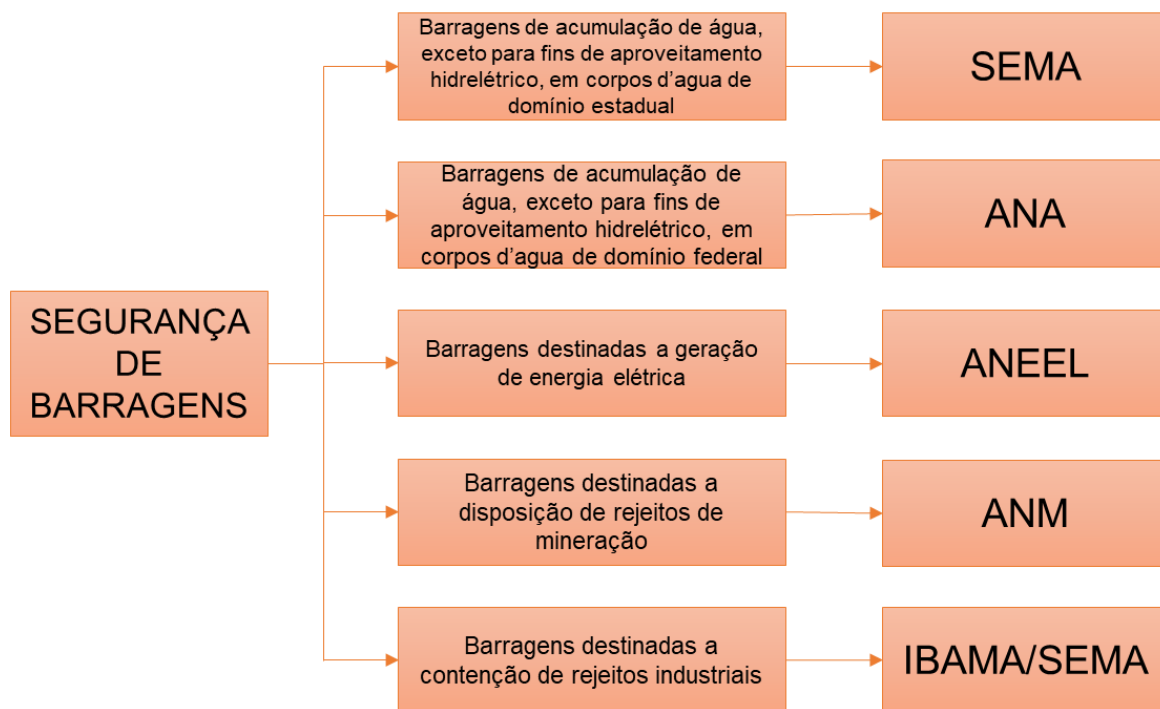 SEGURANÇA
DE
BARRAGENS
Barragens de acumulação de água,
exceto para fins de aproveitamento
hidrelétrico, em corpos d’agua de
domínio estadual
SEMA
Barragens de acumulação de
água, exceto para fins de
aproveitamento hidrelétrico, em
corpos d’agua de domínio federal
ANA
Barragens destinadas a geração
de energia elétrica
ANEEL
Barragens destinadas a
disposição de rejeitos de
mineração
ANM
Barragens destinadas a
contenção de rejeitos industriais
IBAMA/SEMA